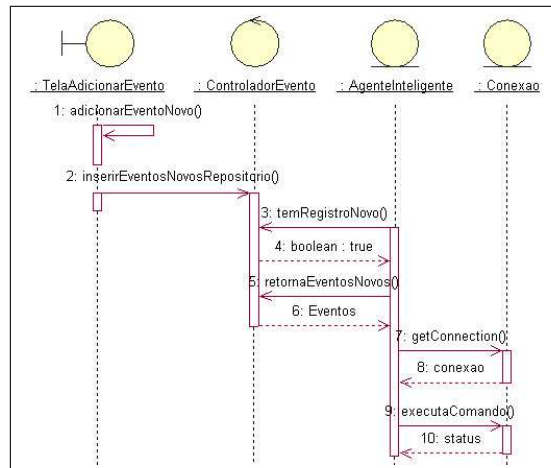 : TelaAdicionarEvento
: ControladorEvento
: AgenteInteligente
: Conexao
1: adicionarEventoNovo()
2: inserirEventosNovosRepositorio()
3: temRegistroNovo()
4: boolean : true
5: retornaEventosNovos()
6: Eventos
7: getConnection()
8: conexao
9: executaComando()
10: status